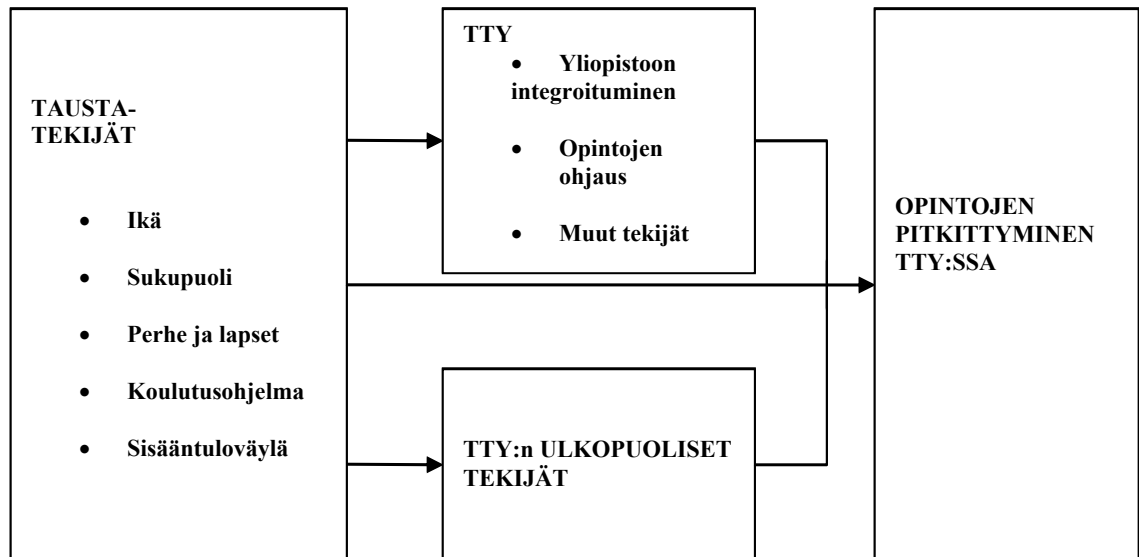 TAUSTA-
TEKIJÄT
• Ikä
• Sukupuoli
• Perhe ja lapset
• Koulutusohjelma
• Sisääntuloväylä
TTY
• Yliopistoon
integroituminen
• Opintojen
ohjaus
• Muut tekijät
TTY:n ULKOPUOLISET
TEKIJÄT
OPINTOJEN
PITKITTYMINEN
TTY:SSA